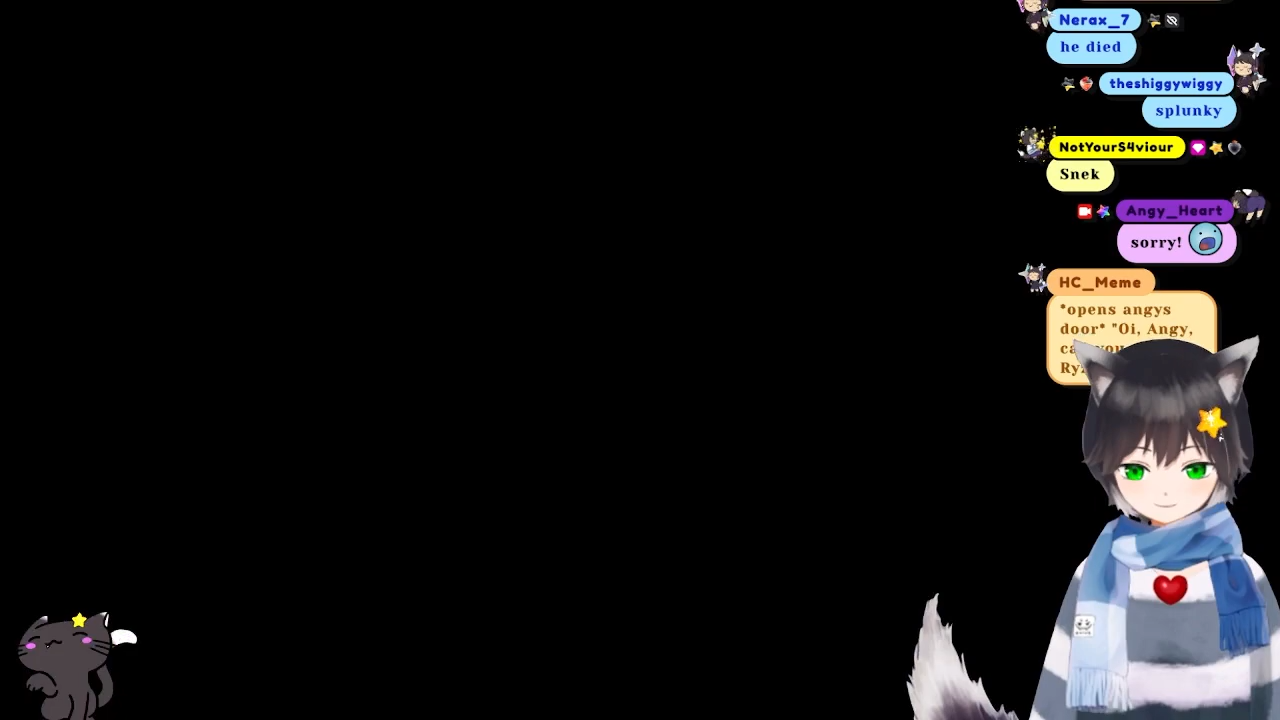 Nerax_7
he died
theshiggywiggy
splunky
NotYourS4viour
Snek
Angy_Heart
sorry!
HC_Meme
*opens angys
door* "Oi, Angy,